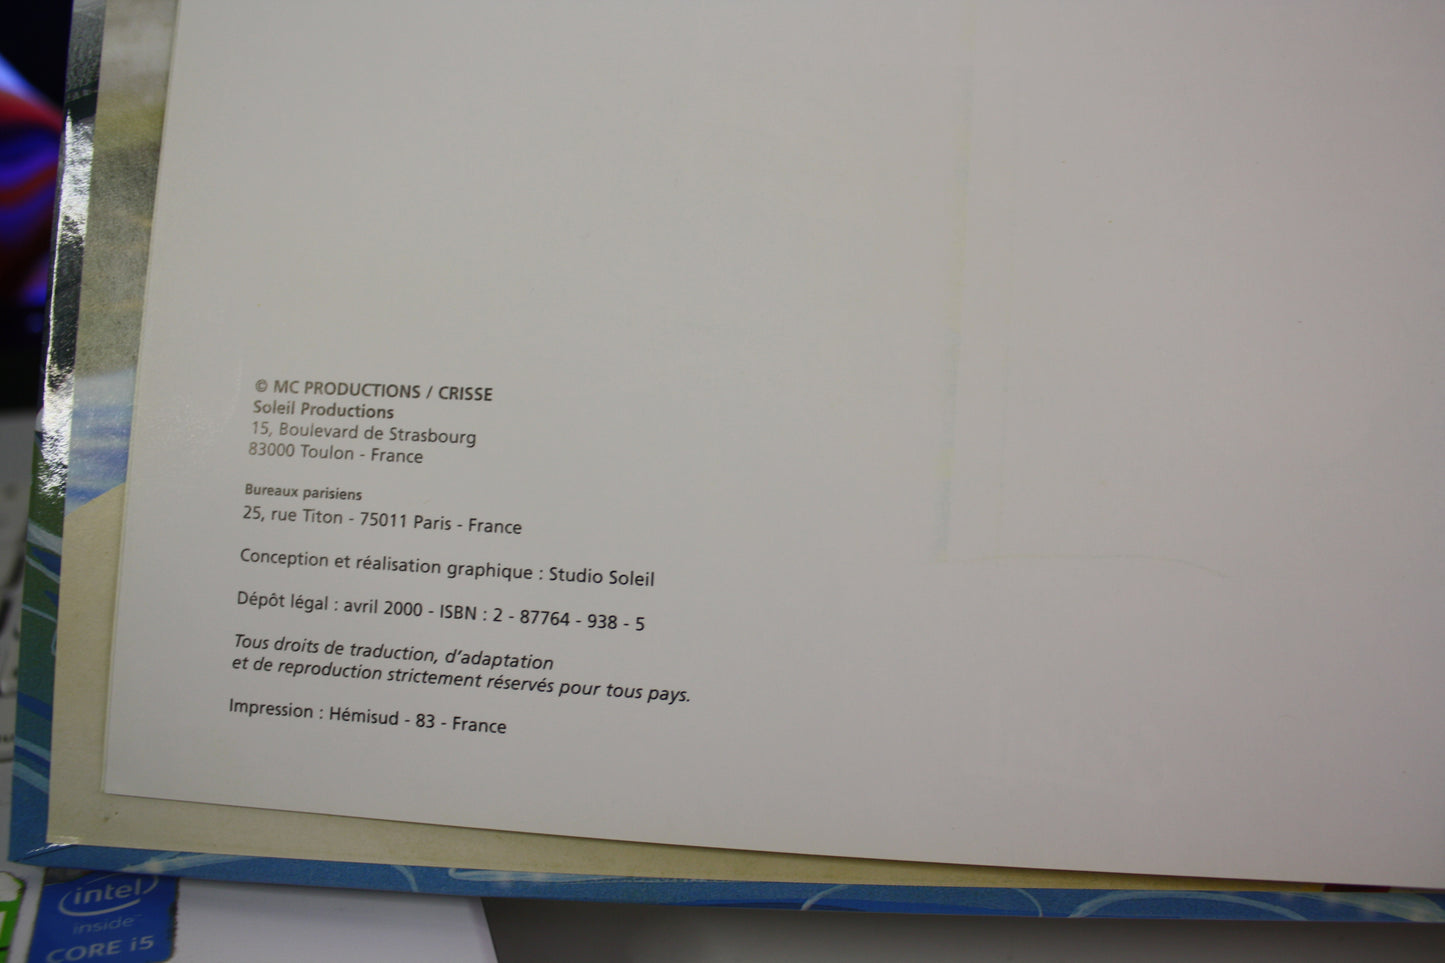 © MC PRODUCTIONS / CRISSE
Soleil Productions
15, Boulevard de Strasbourg
83000 Toulon - France
Bureaux parisiens
25, rue Titon - 75011 Paris - France
Conception et réalisation graphique : Studio Soleil
Dépôt légal : avril 2000 - ISBN : 2 - 87764 - 938 - 5
Tous droits de traduction, d'adaptation
et de reproduction strictement réservés pour tous pays.
Impression : Hémisud - 83 - France
intel
inside™
CORE i5